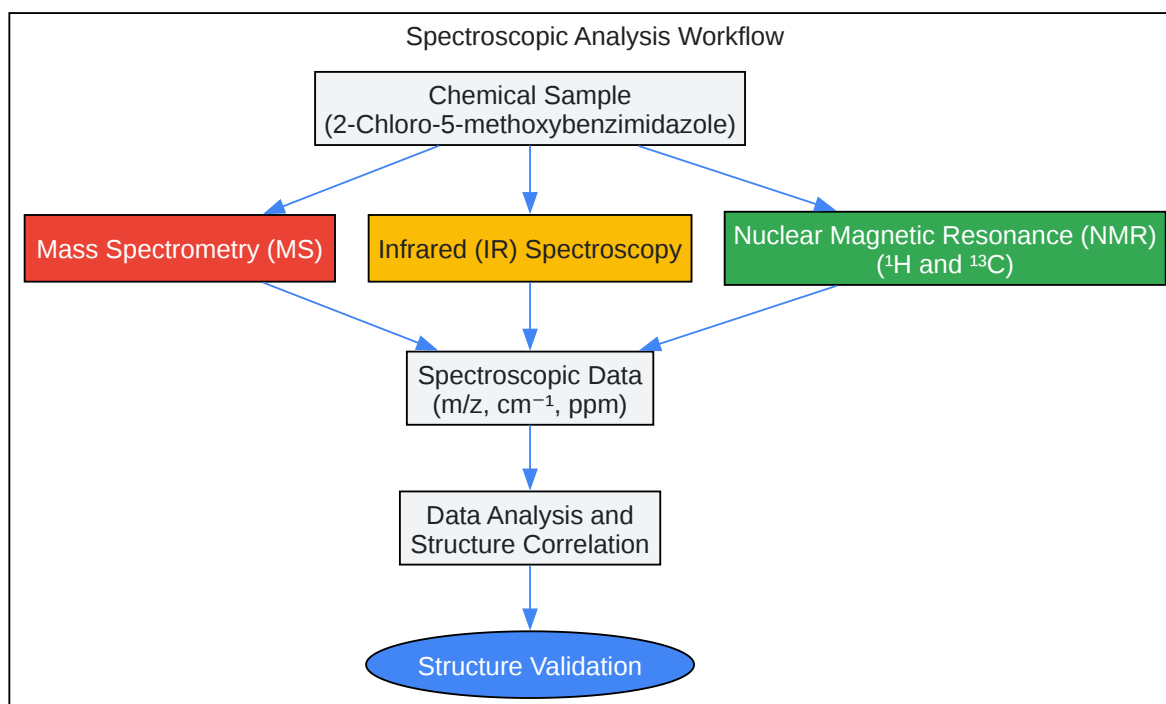 Spectroscopic Analysis Workflow
Chemical Sample
(2-Chloro-5-methoxybenzimidazole)
Mass Spectrometry (MS)
Infrared (IR) Spectroscopy
Nuclear Magnetic Resonance (NMR)
(¹H and ¹³C)
Spectroscopic Data
(m/z, cm⁻¹, ppm)
Data Analysis and
Structure Correlation
Structure Validation